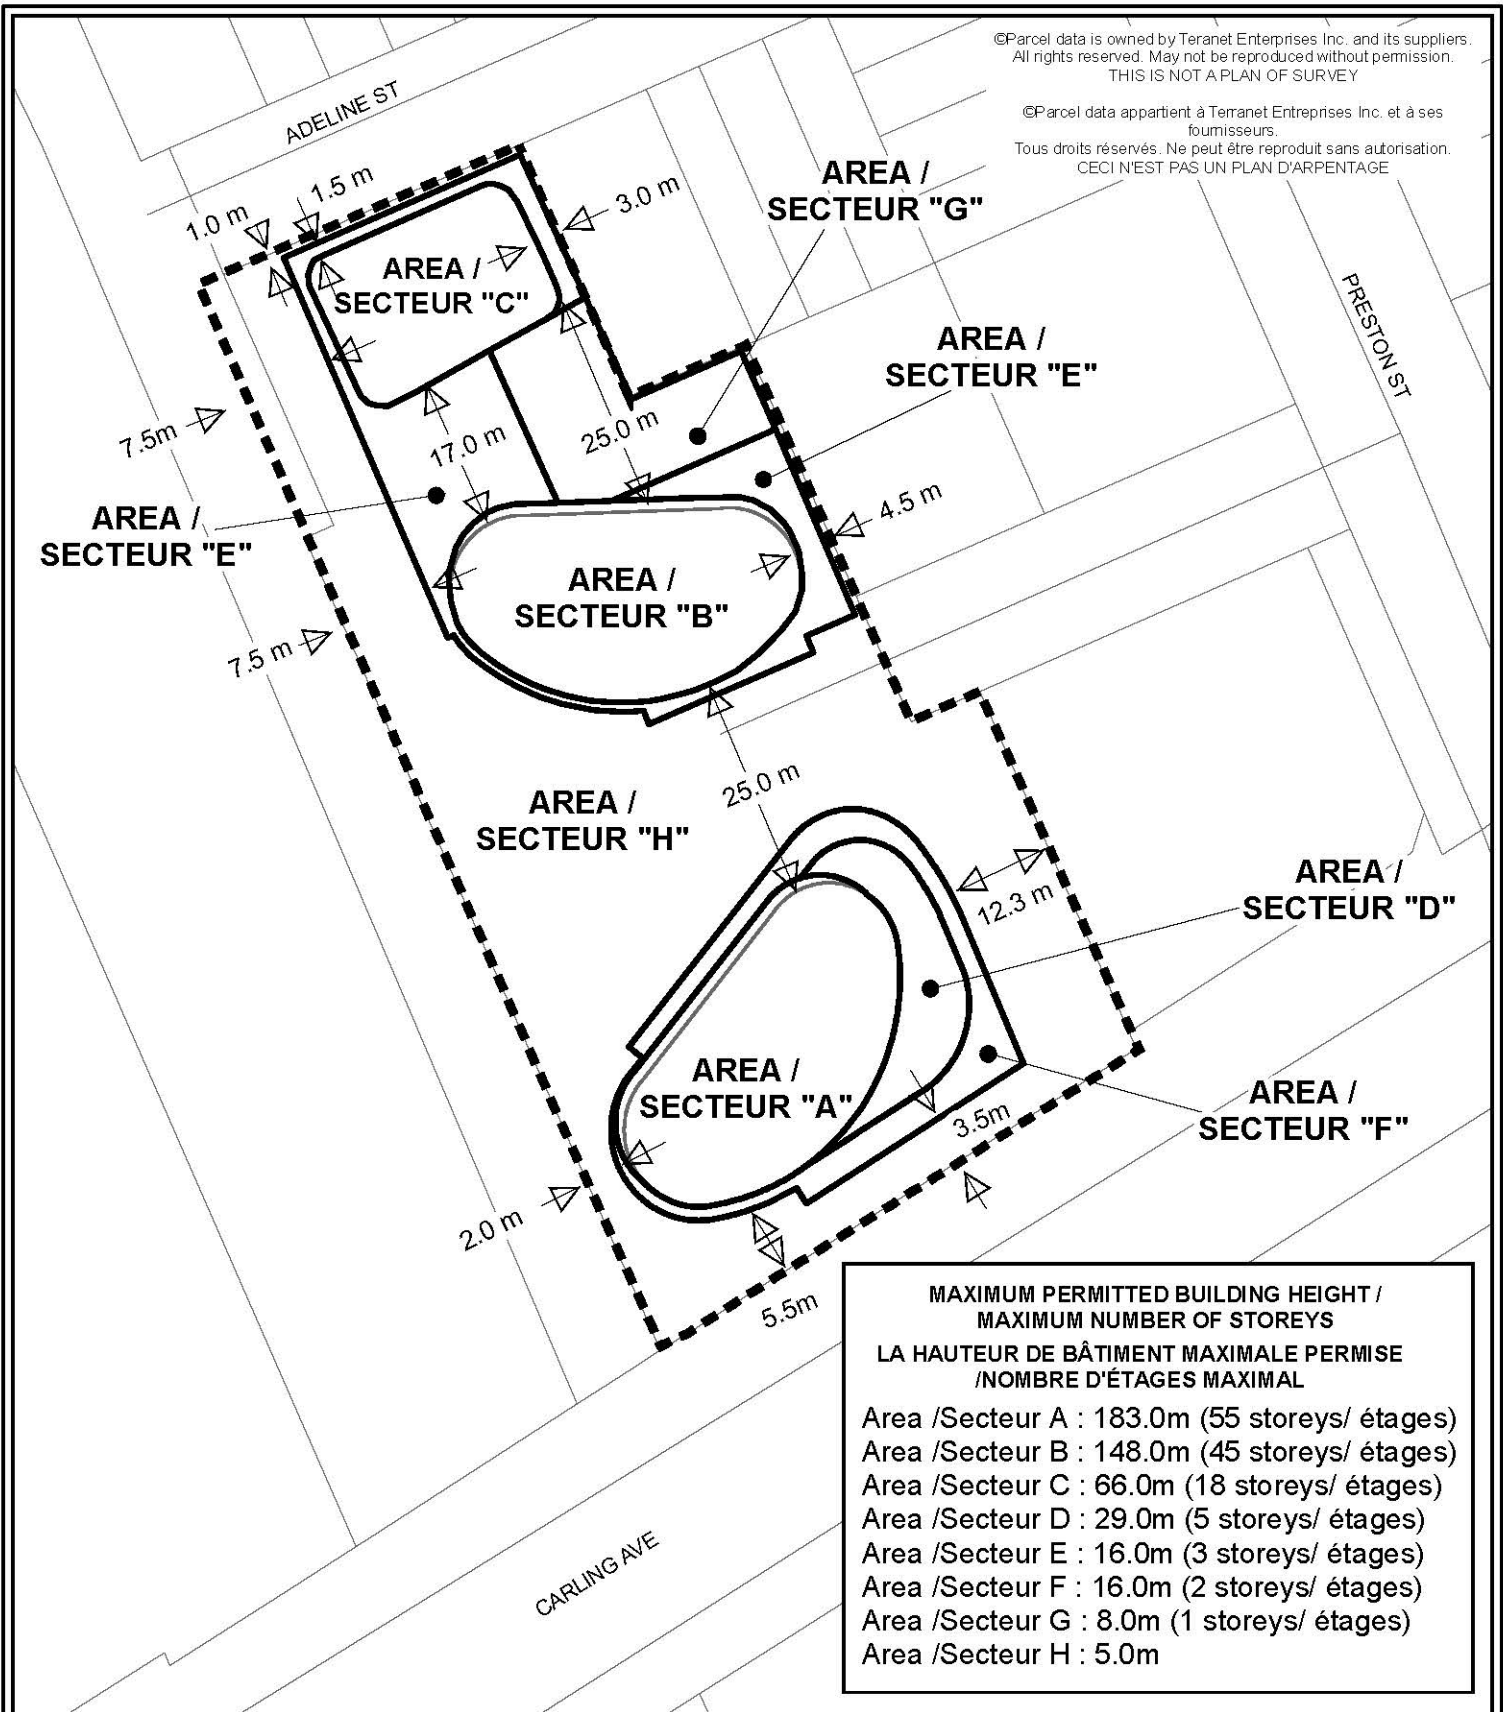 ©Parcel data is owned by Teranet Enterprises Inc. and its suppliers.
All rights reserved. May not be reproduced without permission.
THIS IS NOT A PLAN OF SURVEY
©Parcel data appartient à Terranet Entreprises Inc. et à ses
fournisseurs.
Tous droits réservés. Ne peut être reproduit sans autorisation.
CECI N'EST PAS UN PLAN D'ARPENTAGE
ADELINE ST
1.5 m
1.0 m
3.0 m
AREA /
SECTEUR "G"
AREA /
SECTEUR "C"
PRESTON ST
AREA /
SECTEUR "E"
7.5m
17.0 m
25.0 m
4.5 m
AREA /
SECTEUR "E"
AREA /
SECTEUR "B"
7.5 m
25.0 m
AREA /
SECTEUR "H"
AREA /
SECTEUR "D"
12.3 m
AREA /
SECTEUR "A"
3.5m
AREA /
SECTEUR "F"
2.0 m
5.5m
MAXIMUM PERMITTED BUILDING HEIGHT /
MAXIMUM NUMBER OF STOREYS
LA HAUTEUR DE BÂTIMENT MAXIMALE PERMISE
/NOMBRE D'ÉTAGES MAXIMAL
Area /Secteur A : 183.0m (55 storeys/ étages)
Area /Secteur B : 148.0m (45 storeys/ étages)
Area /Secteur C : 66.0m (18 storeys/ étages)
Area /Secteur D : 29.0m (5 storeys/ étages)
Area /Secteur E : 16.0m (3 storeys/ étages)
Area /Secteur F : 16.0m (2 storeys/ étages)
Area /Secteur G : 8.0m (1 storeys/ étages)
Area /Secteur H : 5.0m
CARLING AVE